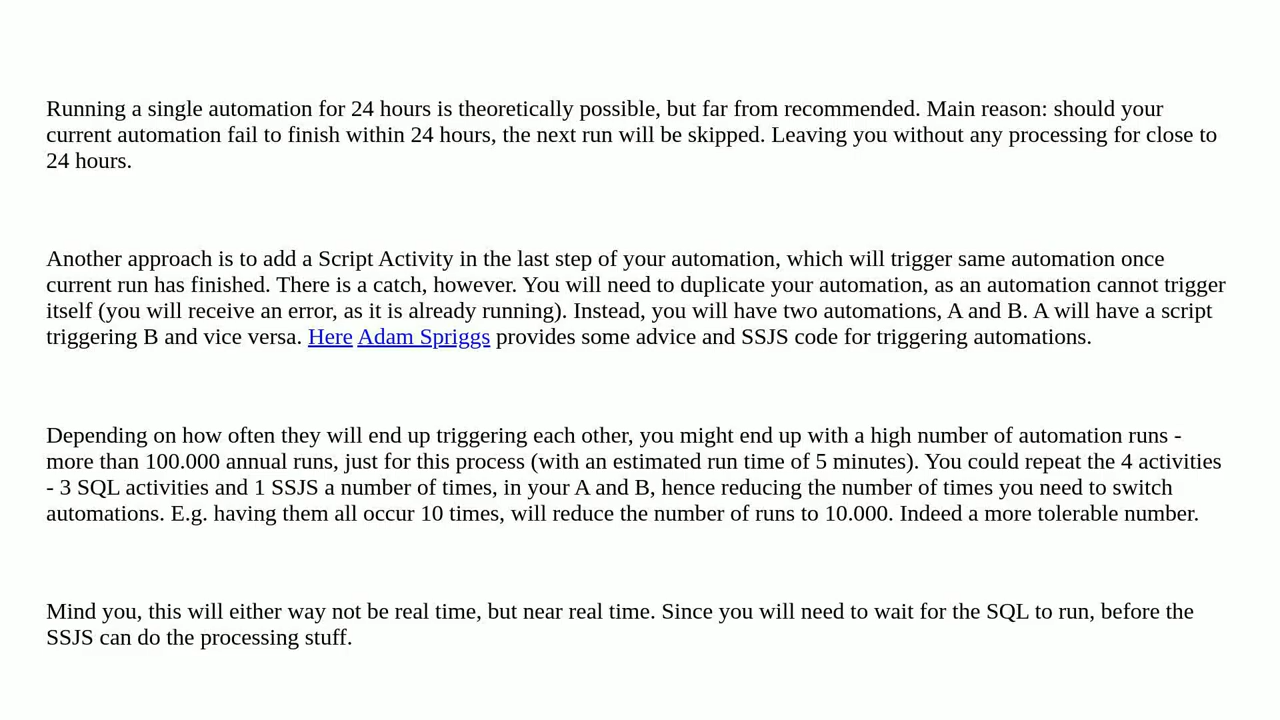 Running a single automation for 24 hours is theoretically possible, but far from recommended. Main reason: should your
current automation fail to finish within 24 hours, the next run will be skipped. Leaving you without any processing for close to
24 hours.
Another approach is to add a Script Activity in the last step of your automation, which will trigger same automation once
current run has finished. There is a catch, however. You will need to duplicate your automation, as an automation cannot trigger
itself (you will receive an error, as it is already running). Instead, you will have two automations, A and B. A will have a script
triggering B and vice versa. Here Adam Spriggs provides some advice and SSJS code for triggering automations.
Depending on how often they will end up triggering each other, you might end up with a high number of automation runs -
more than 100.000 annual runs, just for this process (with an estimated run time of 5 minutes). You could repeat the 4 activities
- 3 SQL activities and 1 SSJS a number of times, in your A and B, hence reducing the number of times you need to switch
automations. E.g. having them all occur 10 times, will reduce the number of runs to 10.000. Indeed a more tolerable number.
Mind you, this will either way not be real time, but near real time. Since you will need to wait for the SQL to run, before the
SSJS can do the processing stuff.